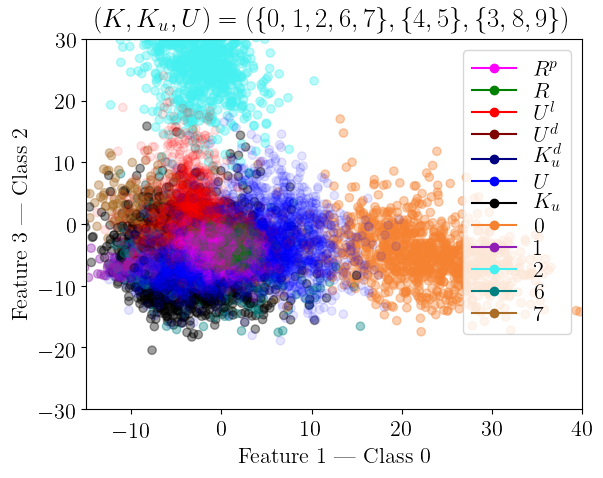 (K, K_u, U) = ({0, 1, 2, 6, 7}, {4, 5}, {3, 8, 9})
30
20
10
0
−10
−20
−30
Feature 3 — Class 2
R^p
R
U^l
U^d
K_u^d
U
K_u
0
1
2
6
7
−10
0
10
20
30
40
Feature 1 — Class 0